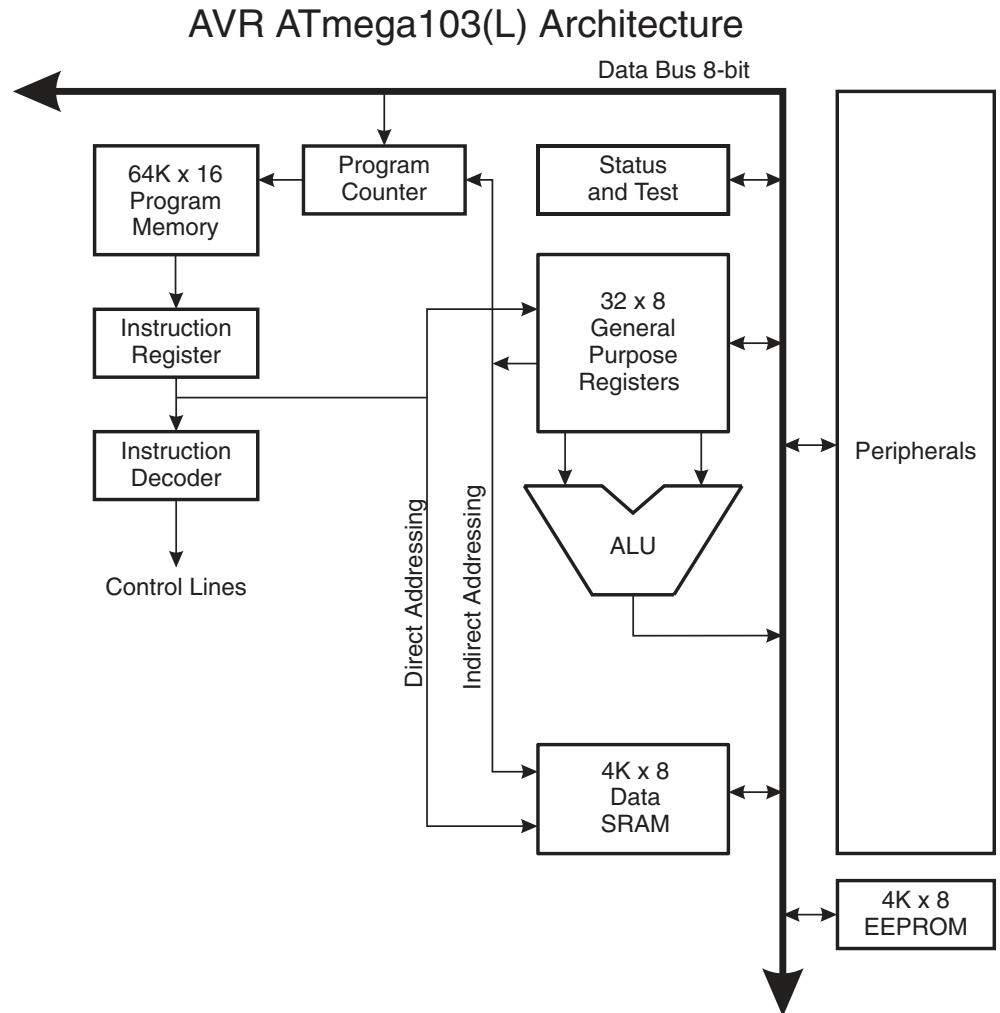 AVR ATmega103(L) Architecture
Data Bus 8-bit
64K x 16
Program
Memory
Program
Counter
Status
and Test
32 x 8
General
Purpose
Registers
Instruction
Register
Instruction
Decoder
Control Lines
Direct Addressing
Indirect Addressing
ALU
Peripherals
4K x 8
Data
SRAM
4K x 8
EEPROM